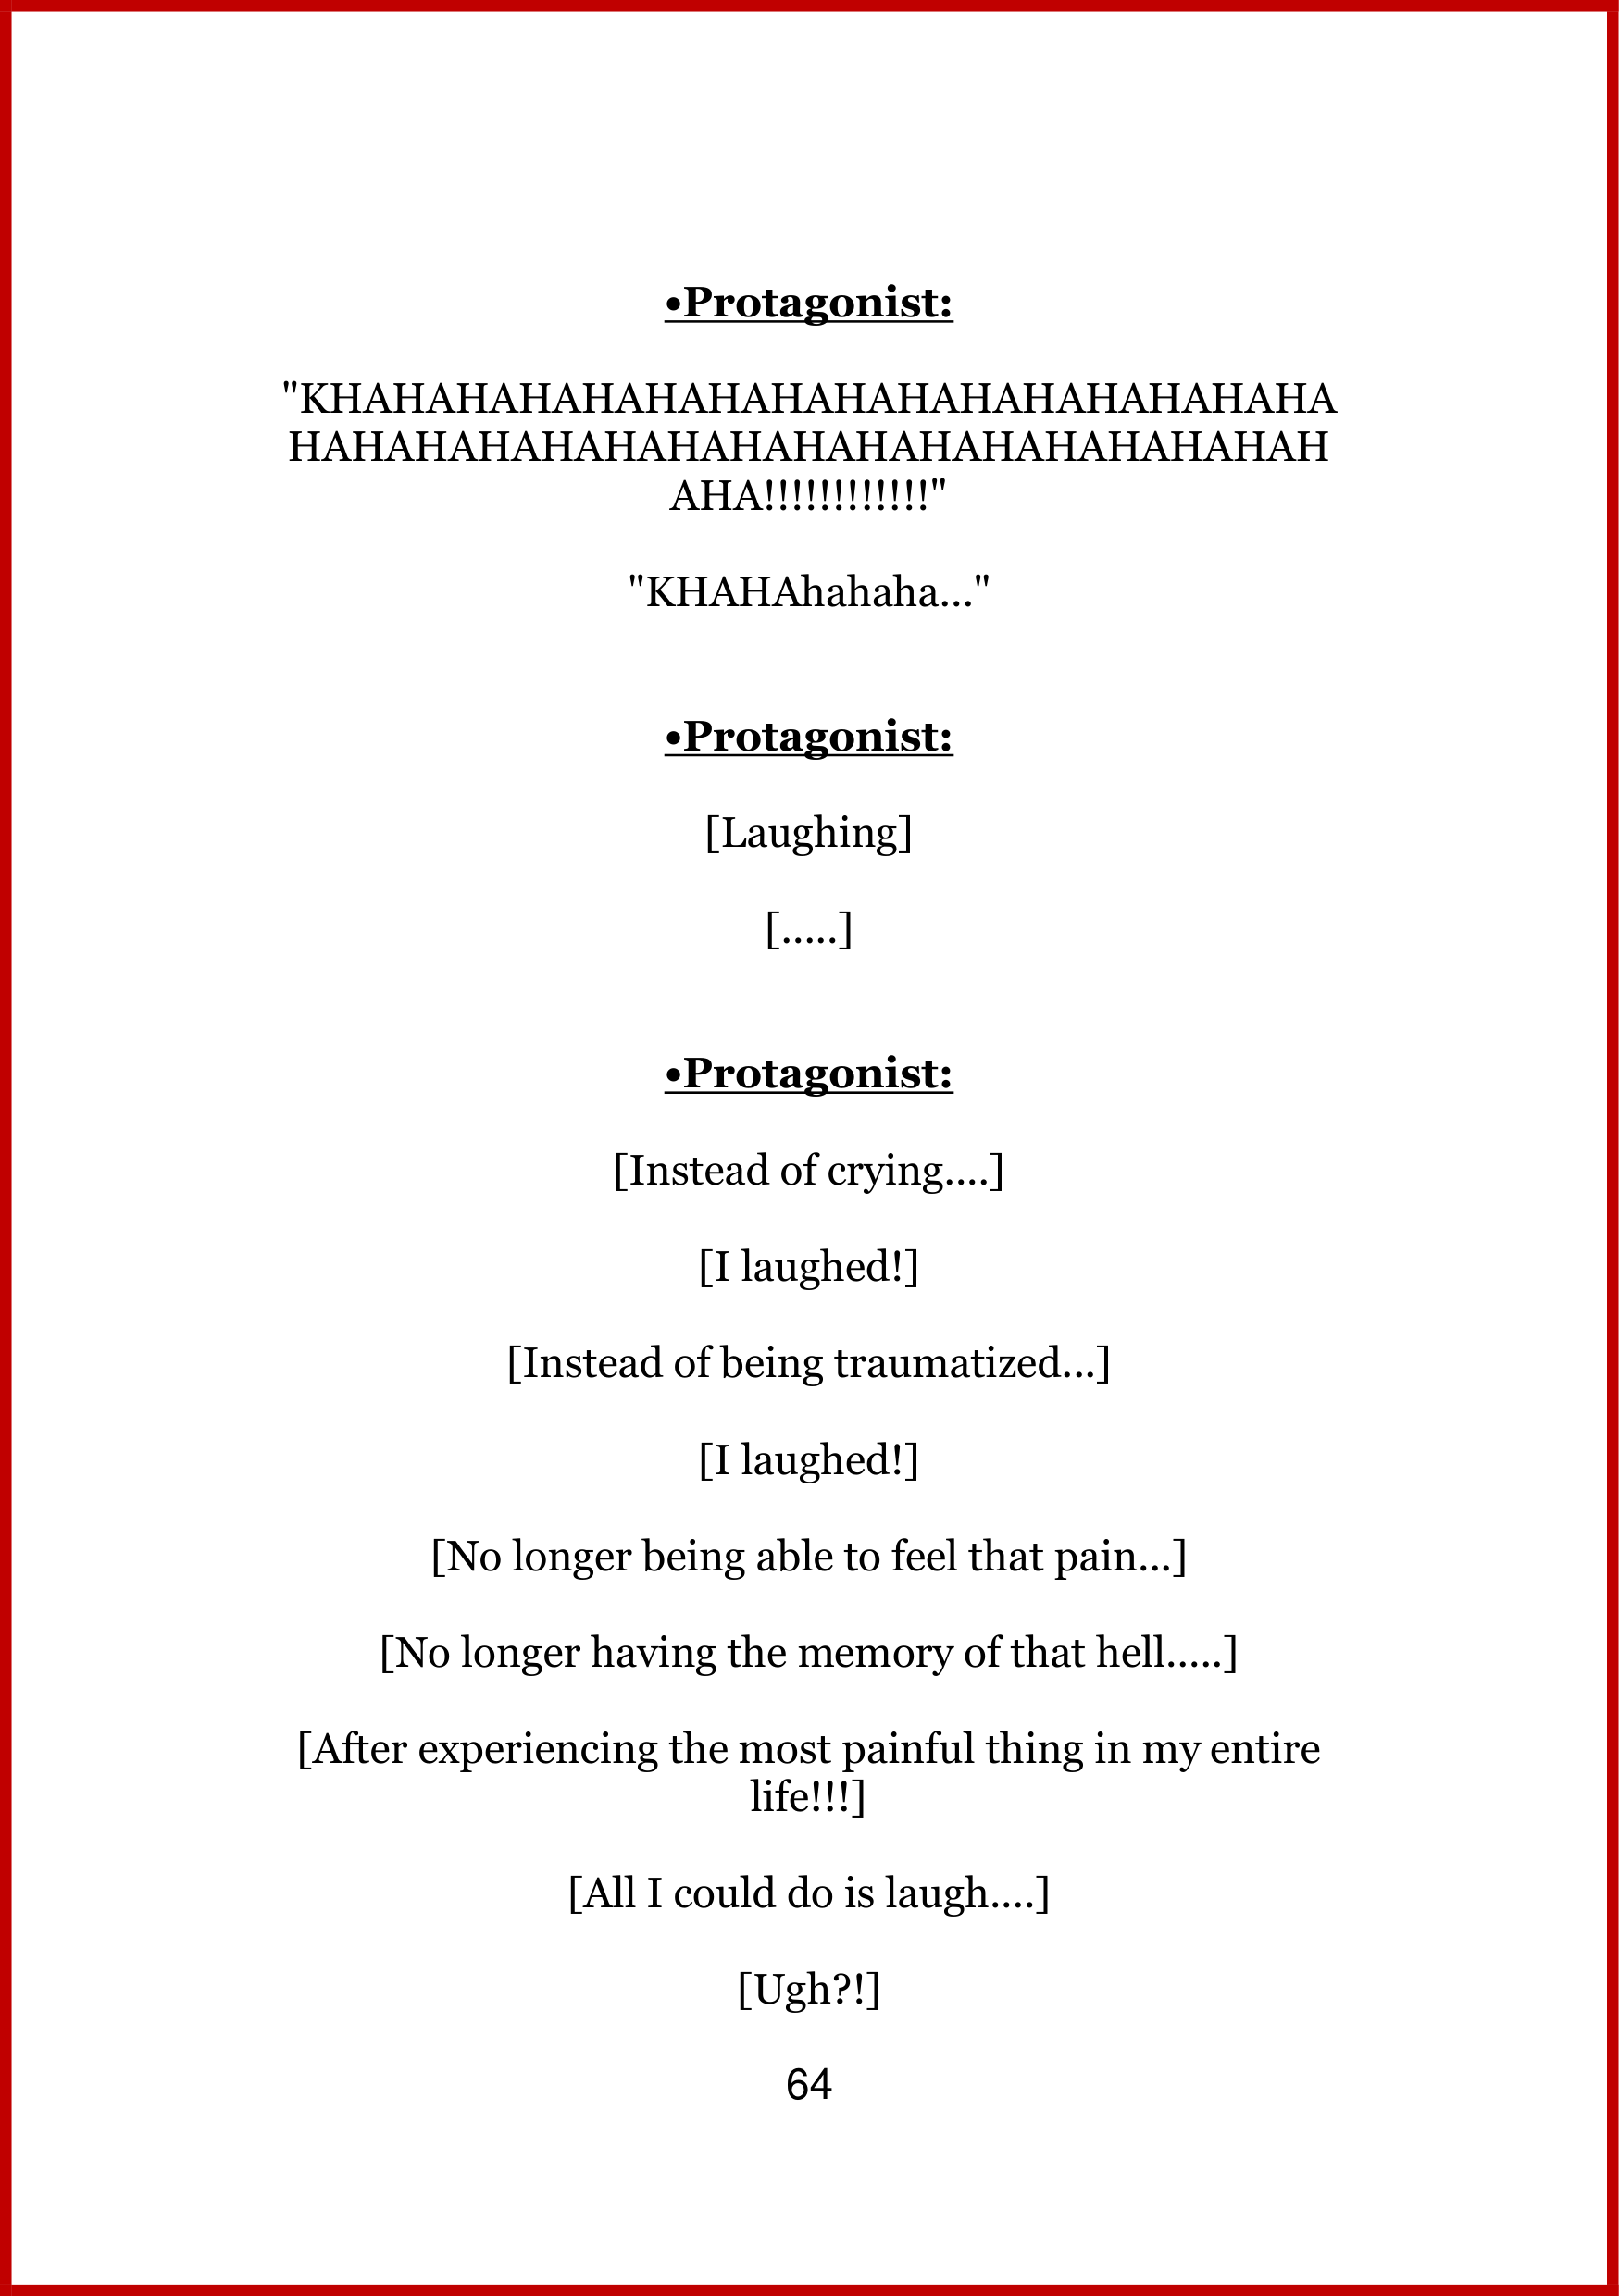 •Protagonist:
"KHAHAHAHAHAHAHAHAHAHAHAHAHAHAHAHA
HAHAHAHAHAHAHAHAHAHAHAHAHAHAHAHAH
AHA!!!!!!!!!!!!"
"KHAHAhahaha..."
•Protagonist:
[Laughing]
[.....]
•Protagonist:
[Instead of crying....]
[I laughed!]
[Instead of being traumatized...]
[I laughed!]
[No longer being able to feel that pain...]
[No longer having the memory of that hell.....]
[After experiencing the most painful thing in my entire
life!!!]
[All I could do is laugh....]
[Ugh?!]
64